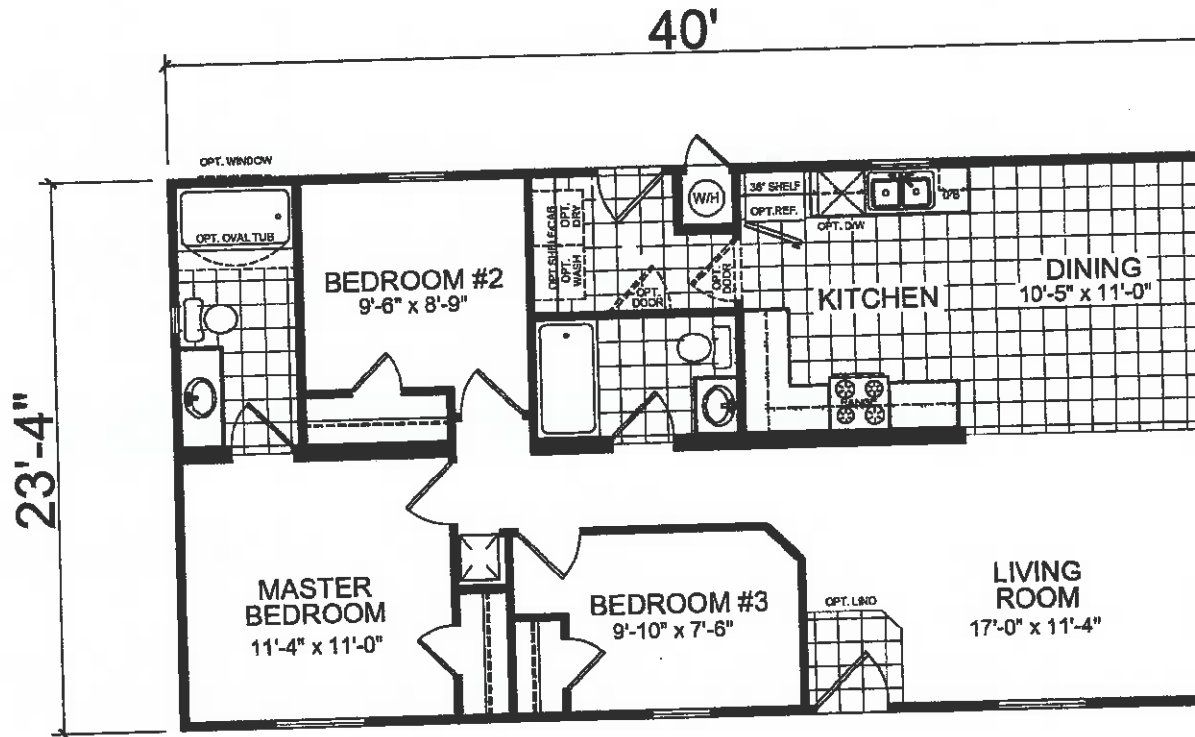 40'
23'-4"
OPT. WINDOW
OPT. OVAL TUB
BEDROOM #2
9'-6" x 8'-9"
OPT. SHELF/CAB
OPT. DRY
OPT. WASH
OPT. DOOR
OPT. DOOR
W/H
36" SHELF
OPT. REF.
OPT. D/W
KITCHEN
DINING
10'-5" x 11'-0"
MASTER
BEDROOM
11'-4" x 11'-0"
BEDROOM #3
9'-10" x 7'-6"
OPT. LINO
LIVING
ROOM
17'-0" x 11'-4"